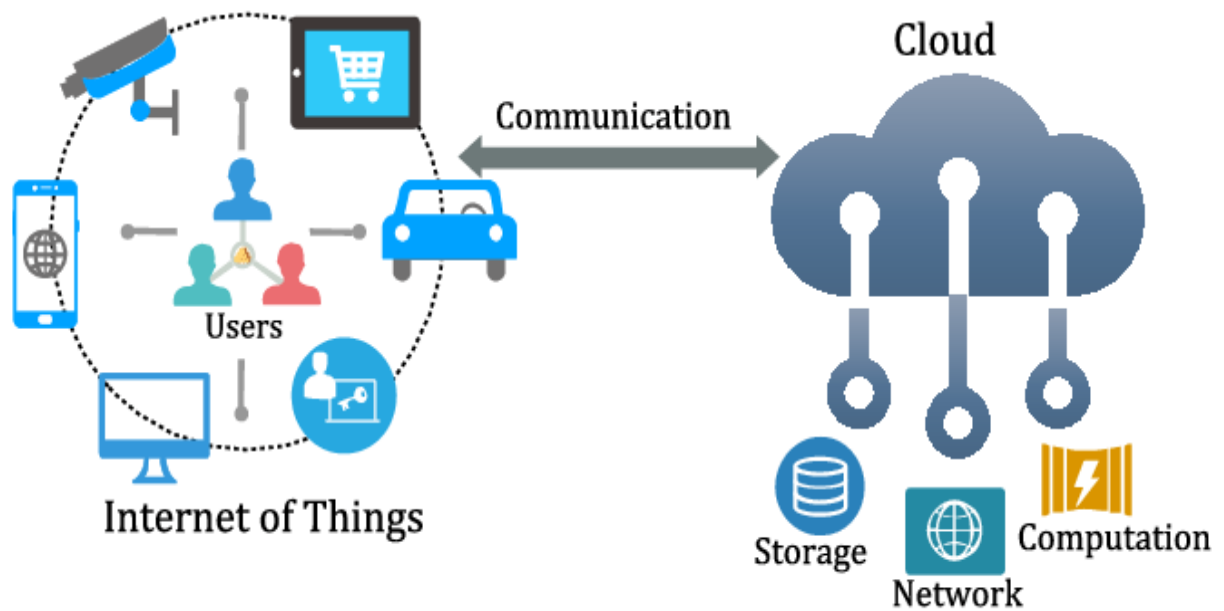 Cloud
Communication
Users
Internet of Things
Storage
Network
Computation